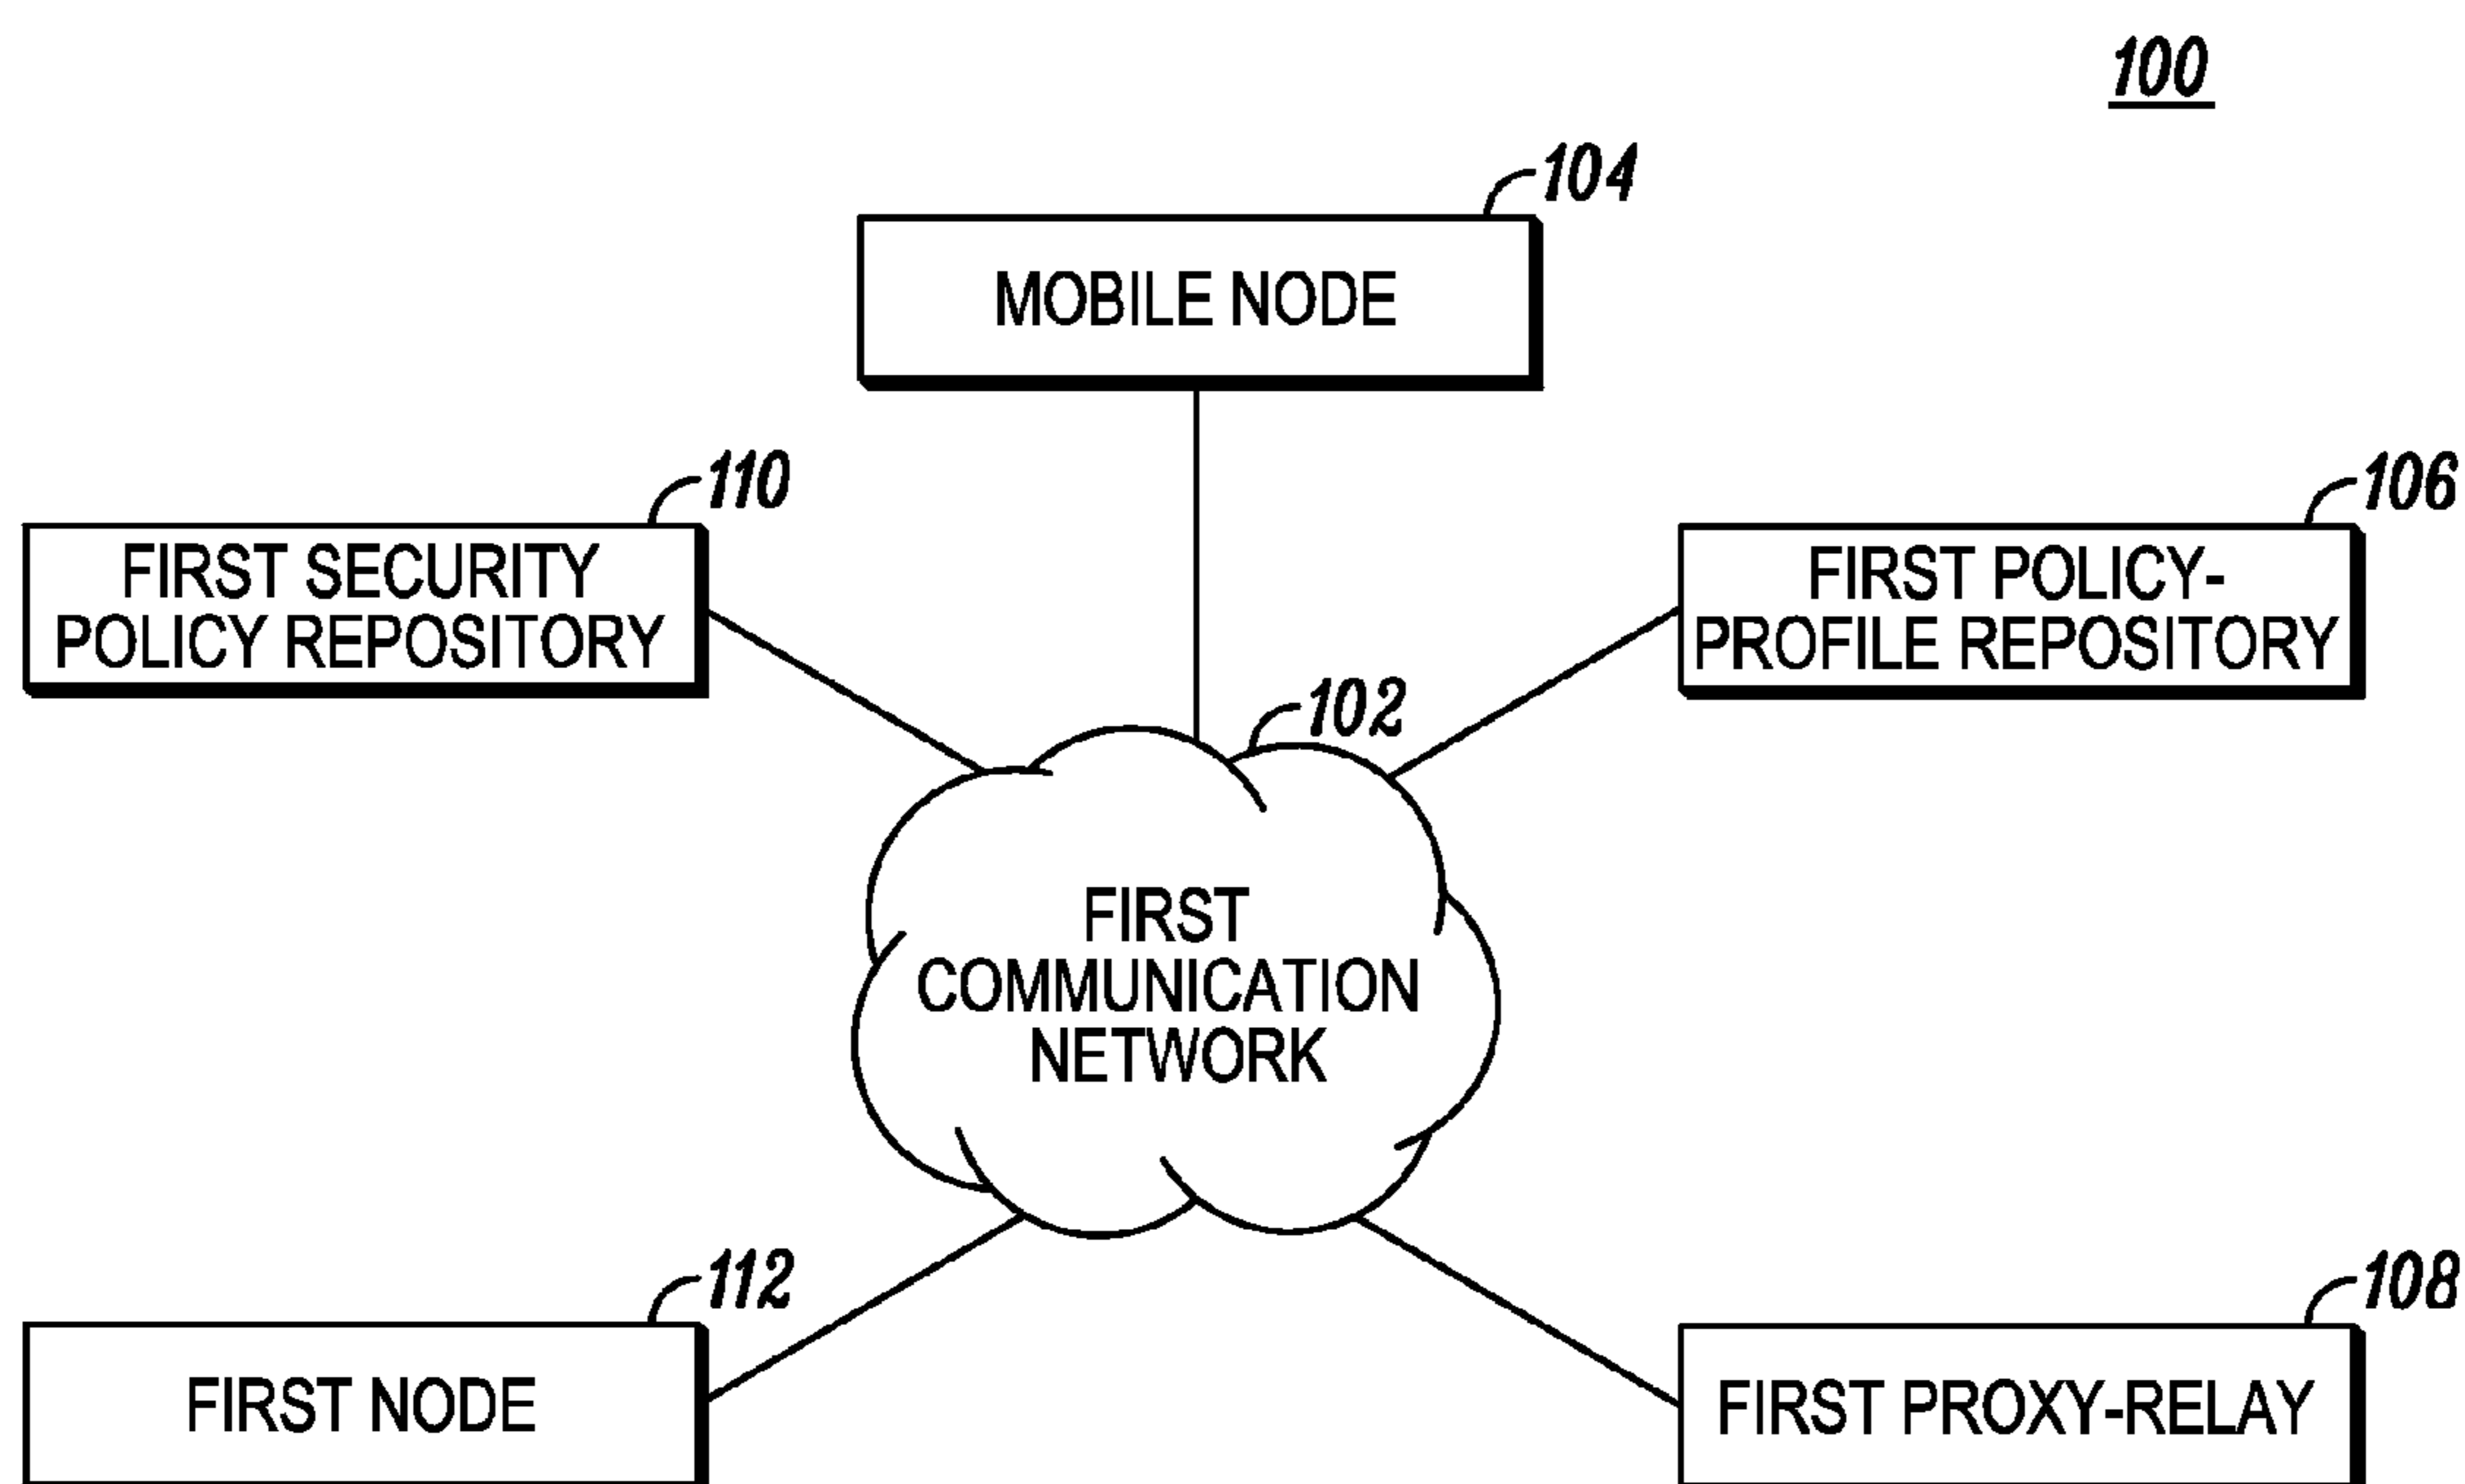 100
104
MOBILE NODE
110
FIRST SECURITY
POLICY REPOSITORY
106
FIRST POLICY-
PROFILE REPOSITORY
102
FIRST
COMMUNICATION
NETWORK
112
FIRST NODE
108
FIRST PROXY-RELAY